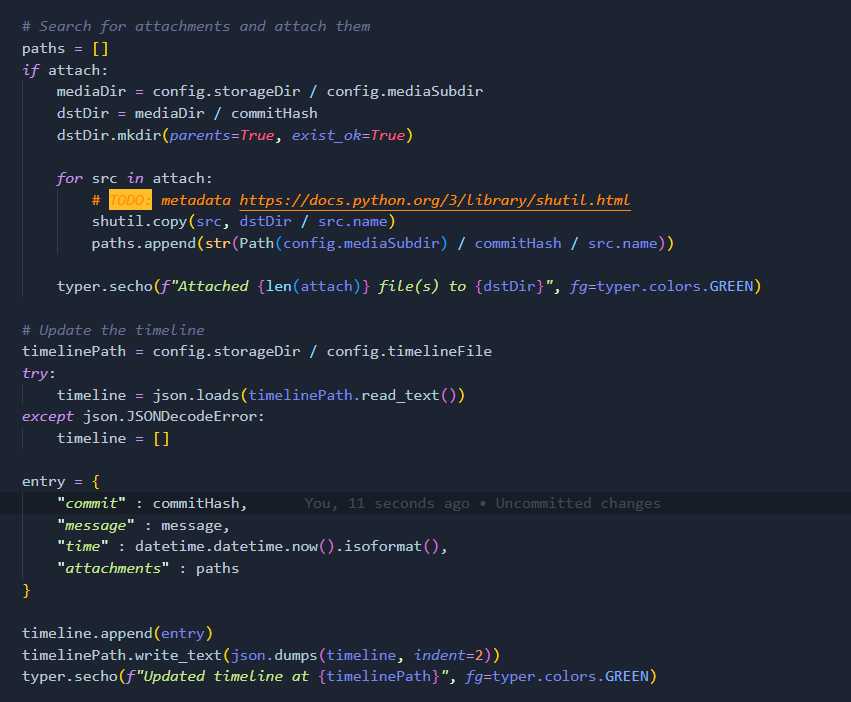 # Search for attachments and attach them
paths = []
if attach:
    mediaDir = config.storageDir / config.mediaSubdir
    dstDir = mediaDir / commitHash
    dstDir.mkdir(parents=True, exist_ok=True)

    for src in attach:
        # TODO: metadata https://docs.python.org/3/library/shutil.html
        shutil.copy(src, dstDir / src.name)
        paths.append(str(Path(config.mediaSubdir) / commitHash / src.name))

    typer.secho(f"Attached {len(attach)} file(s) to {dstDir}", fg=typer.colors.GREEN)

# Update the timeline
timelinePath = config.storageDir / config.timelineFile
try:
    timeline = json.loads(timelinePath.read_text())
except json.JSONDecodeError:
    timeline = []

entry = {
    "commit" : commitHash,    You, 11 seconds ago • Uncommitted changes
    "message" : message,
    "time" : datetime.datetime.now().isoformat(),
    "attachments" : paths
}

timeline.append(entry)
timelinePath.write_text(json.dumps(timeline, indent=2))
typer.secho(f"Updated timeline at {timelinePath}", fg=typer.colors.GREEN)